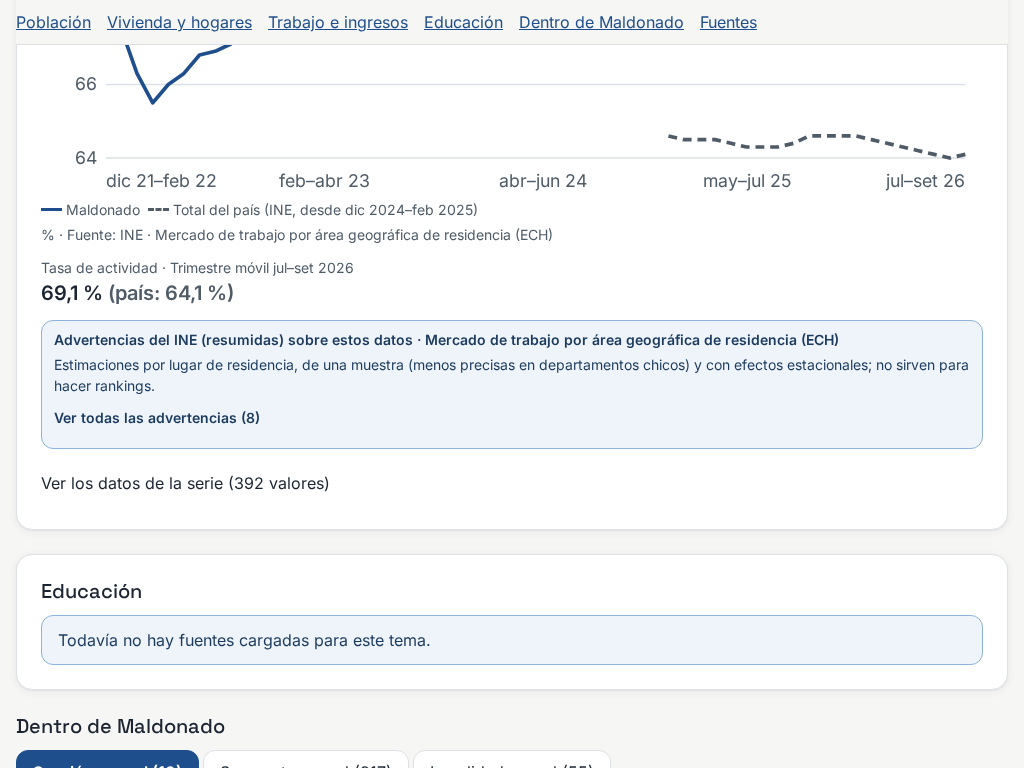 Población Vivienda y hogares Trabajo e ingresos Educación Dentro de Maldonado Fuentes
66
64
dic 21–feb 22 feb–abr 23 abr–jun 24 may–jul 25 jul–set 26
Maldonado Total del país (INE, desde dic 2024–feb 2025)
% · Fuente: INE · Mercado de trabajo por área geográfica de residencia (ECH)
Tasa de actividad · Trimestre móvil jul–set 2026
69,1 % (país: 64,1 %)
Advertencias del INE (resumidas) sobre estos datos · Mercado de trabajo por área geográfica de residencia (ECH)
Estimaciones por lugar de residencia, de una muestra (menos precisas en departamentos chicos) y con efectos estacionales; no sirven para
hacer rankings.
Ver todas las advertencias (8)
Ver los datos de la serie (392 valores)
Educación
Todavía no hay fuentes cargadas para este tema.
Dentro de Maldonado